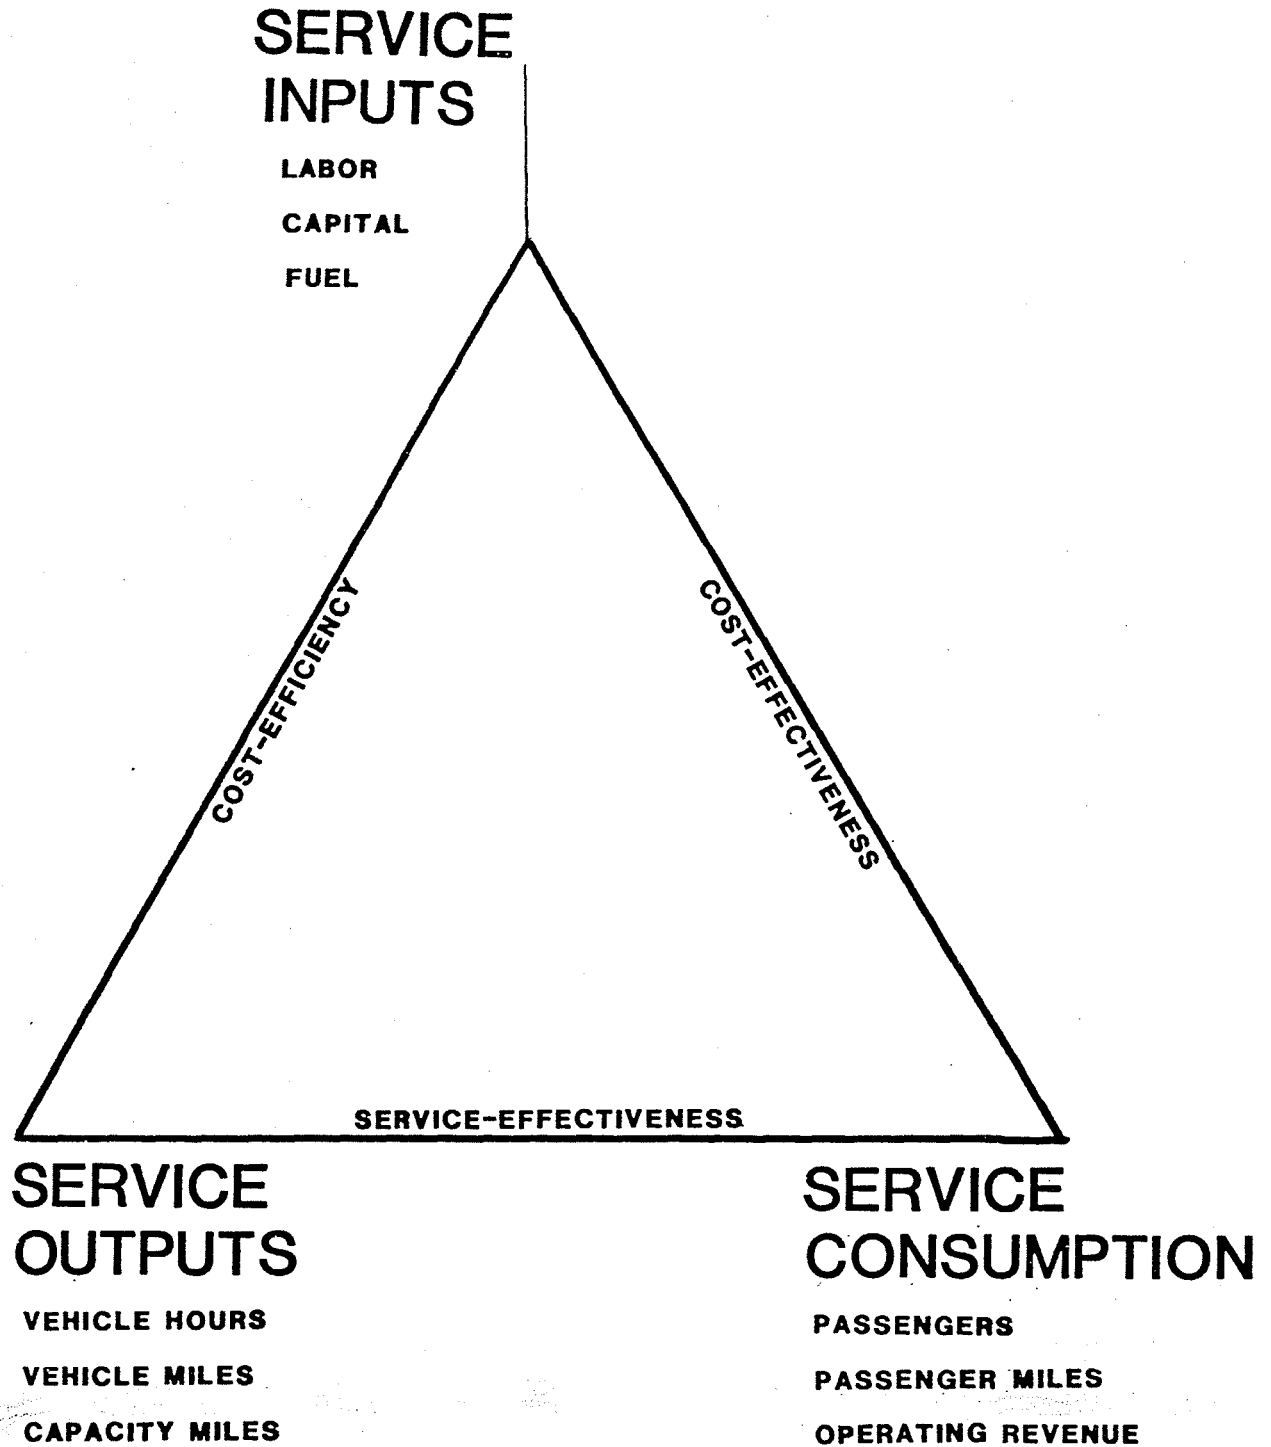 SERVICE
INPUTS
LABOR
CAPITAL
FUEL
COST-EFFICIENCY
COST-EFFECTIVENESS
SERVICE-EFFECTIVENESS
SERVICE
OUTPUTS
VEHICLE HOURS
VEHICLE MILES
CAPACITY MILES
SERVICE
CONSUMPTION
PASSENGERS
PASSENGER MILES
OPERATING REVENUE